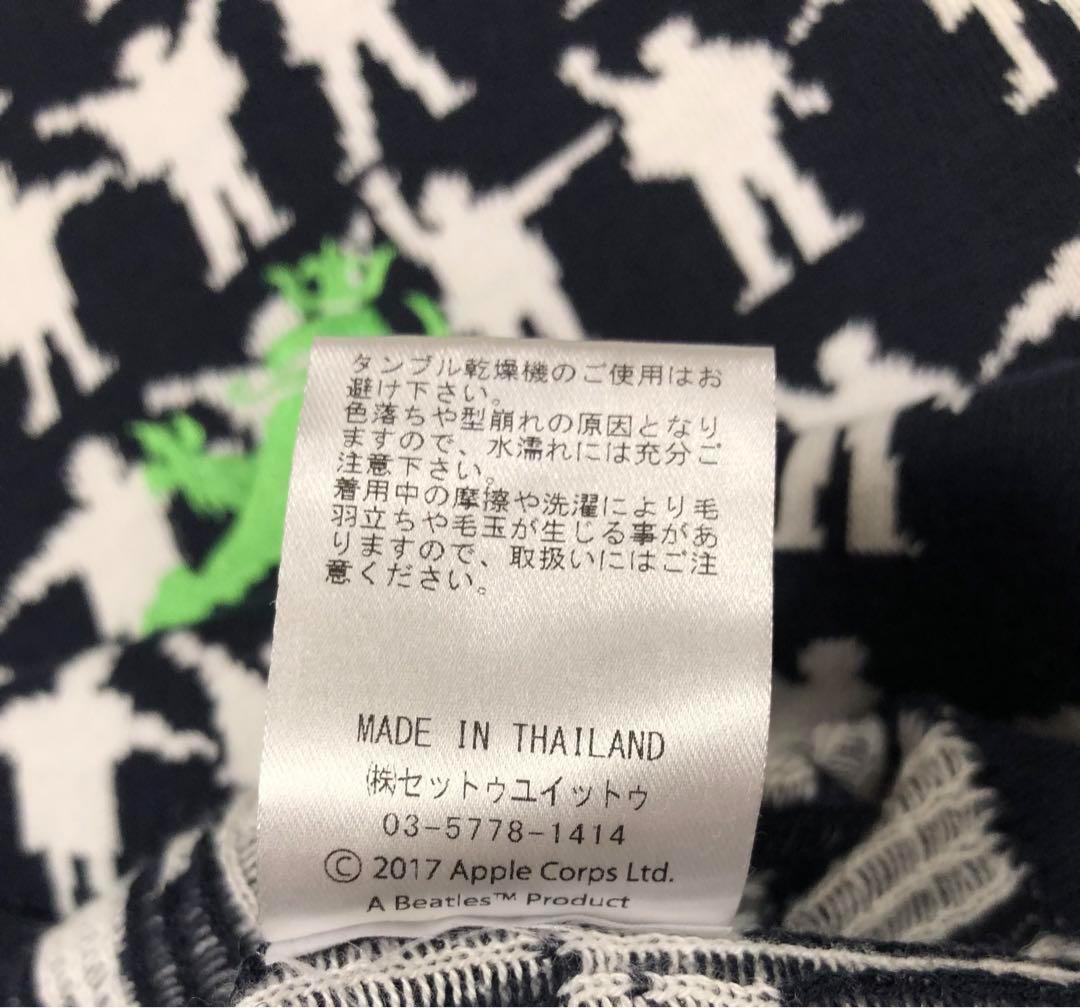 タンブル乾燥機のご使用はお
避け下さい。
色落ちや型崩れの原因となり
ますので、水濡れには充分ご
注意下さい。
着用中の摩擦や洗濯により毛
羽立ちや毛玉が生じる事があ
りますので、取扱いにはご注
意ください。
MADE IN THAILAND
㈱セットゥユイットゥ
03-5778-1414
© 2017 Apple Corps Ltd.
A Beatles™ Product